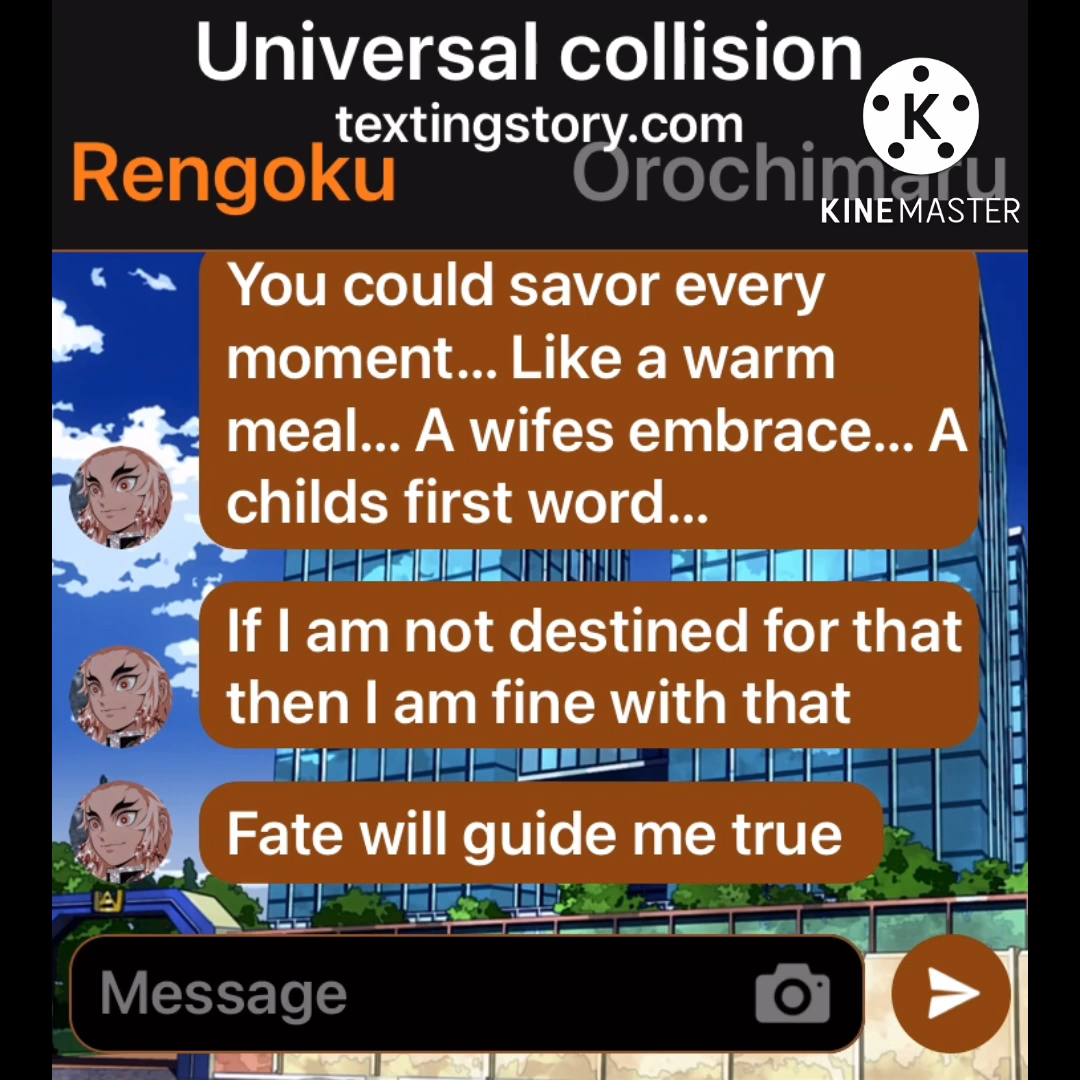 Universal collision
textingstory.com
K
Rengoku
Orochimaru
KINEMASTER
You could savor every
moment... Like a warm
meal... A wifes embrace... A
childs first word...
If I am not destined for that
then I am fine with that
Fate will guide me true
Message